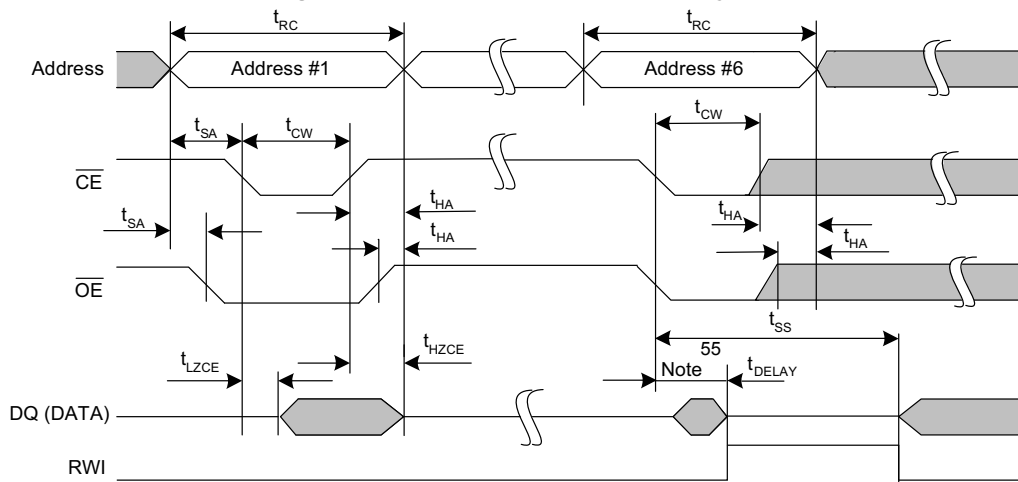 tRC
tRC
Address
Address #1
Address #6
tCW
tSA
tCW
CE
tHA
tSA
tHA
tHA
tHA
OE
tSS
55
tLZCE
tHZCE
Note
tDELAY
DQ (DATA)
RWI